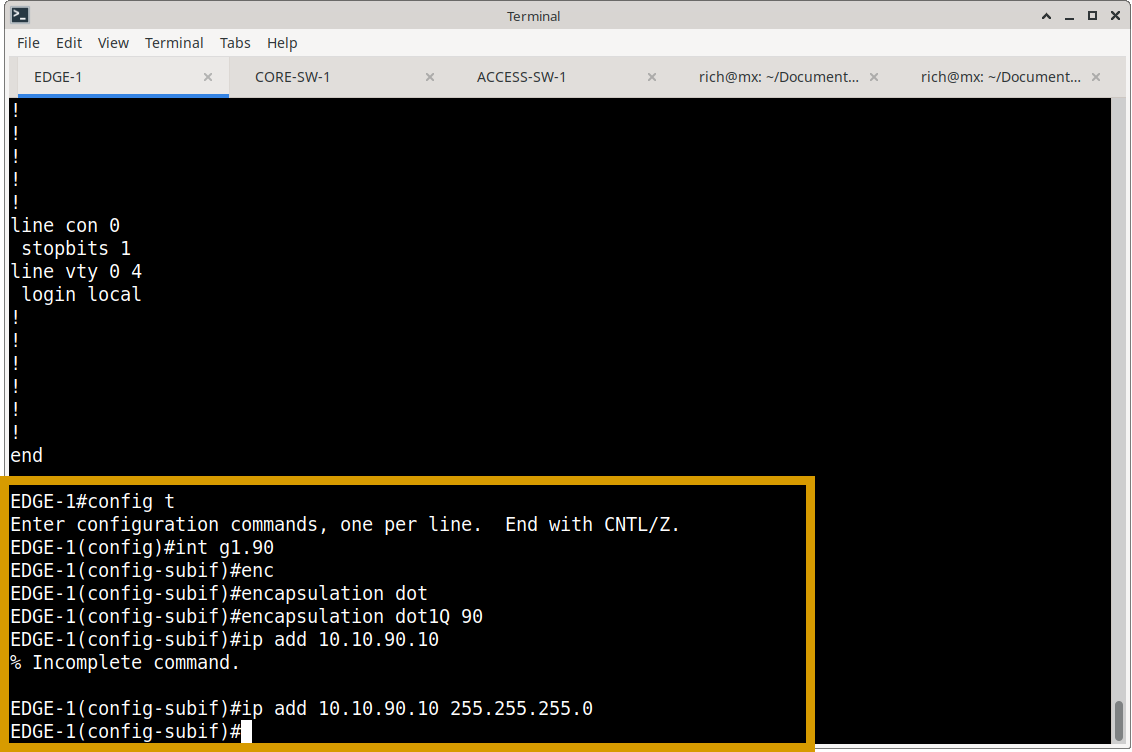 Terminal
File Edit View Terminal Tabs Help
EDGE-1 CORE-SW-1 ACCESS-SW-1 rich@mx: ~/Document... rich@mx: ~/Document...
!
!
!
!
!
line con 0
 stopbits 1
line vty 0 4
 login local
!
!
!
!
!
!
end
EDGE-1#config t
Enter configuration commands, one per line.  End with CNTL/Z.
EDGE-1(config)#int g1.90
EDGE-1(config-subif)#enc
EDGE-1(config-subif)#encapsulation dot
EDGE-1(config-subif)#encapsulation dot1Q 90
EDGE-1(config-subif)#ip add 10.10.90.10
% Incomplete command.
EDGE-1(config-subif)#ip add 10.10.90.10 255.255.255.0
EDGE-1(config-subif)#